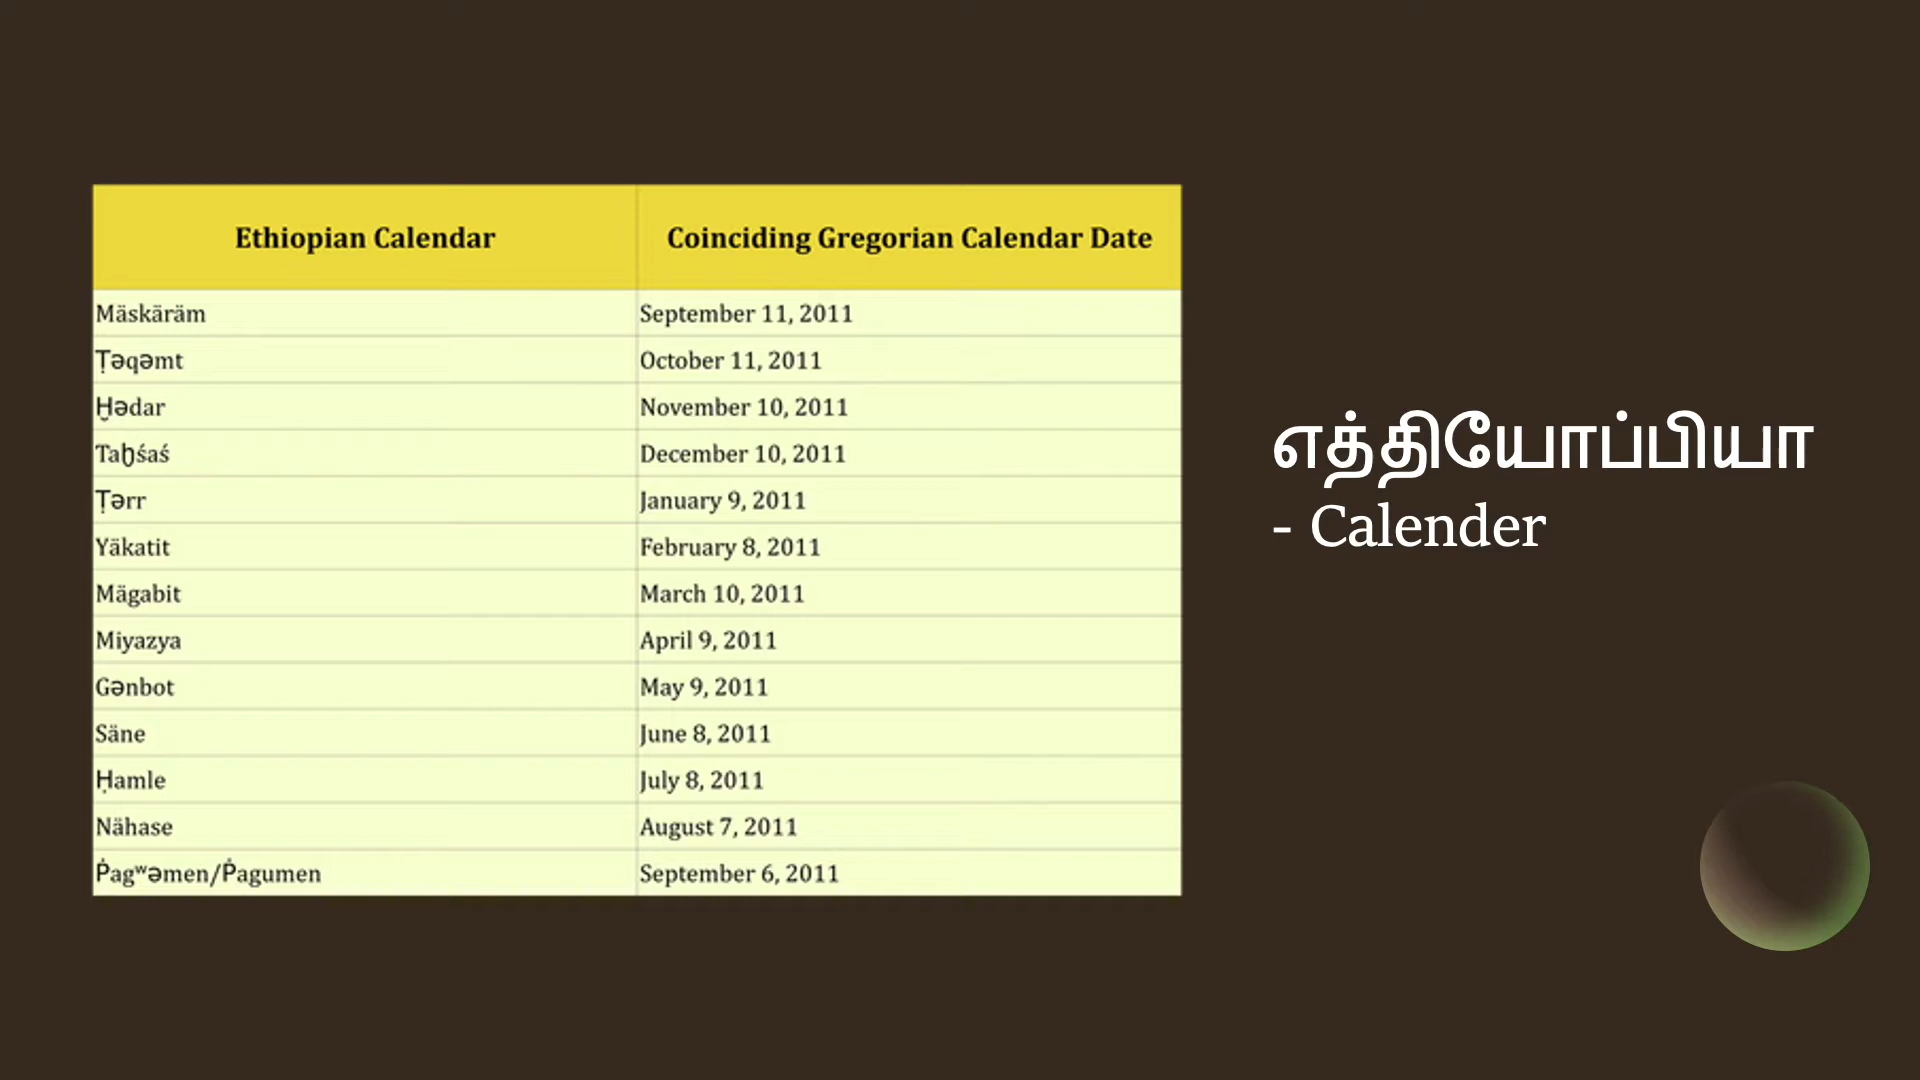 Ethiopian Calendar Coinciding Gregorian Calendar Date
Mäskäräm September 11, 2011
Ṭəqəmt October 11, 2011
Ḫədar November 10, 2011
Taḫśaś December 10, 2011
Ṭərr January 9, 2011
Yäkatit February 8, 2011
Mägabit March 10, 2011
Miyazya April 9, 2011
Gənbot May 9, 2011
Säne June 8, 2011
Ḥamle July 8, 2011
Nähase August 7, 2011
Ṗagʷəmen/Ṗagumen September 6, 2011
எத்தியோப்பியா
- Calender